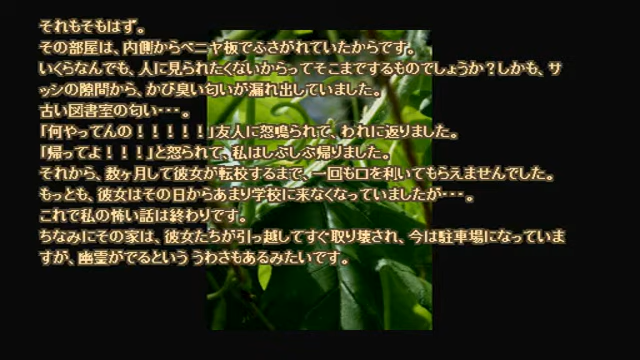 それもそもはず。
その部屋は、内側からベニヤ板でふさがれていたからです。
いくらなんでも、人に見られたくないからってそこまでするものでしょうか？しかも、サ
ッシの隙間から、かび臭い匂いが漏れ出していました。
古い図書室の匂い・・・。
「何やってんの！！！！！」友人に怒鳴られて、われに返りました。
「帰ってよ！！！」と怒られて、私はしぶしぶ帰りました。
それから、数ヶ月して彼女が転校するまで、一回も口を利いてもらえませんでした。
もっとも、彼女はその日からあまり学校に来なくなっていましたが・・・。
これで私の怖い話は終わりです。
ちなみにその家は、彼女たちが引っ越してすぐ取り壊され、今は駐車場になっていま
すが、幽霊がでるといううわさもあるみたいです。